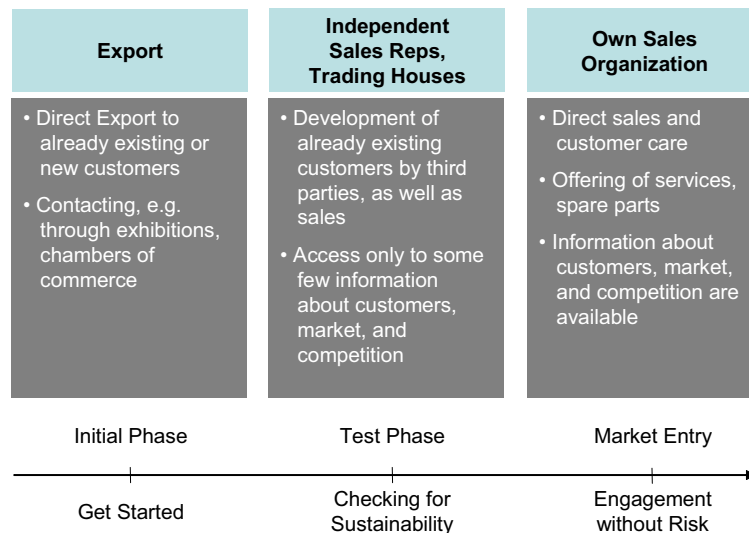 Export
• Direct Export to
already existing or
new customers
• Contacting, e.g.
through exhibitions,
chambers of
commerce
Independent
Sales Reps,
Trading Houses
• Development of
already existing
customers by third
parties, as well as
sales
• Access only to some
few information
about customers,
market, and
competition
Own Sales
Organization
• Direct sales and
customer care
• Offering of services,
spare parts
• Information about
customers, market,
and competition are
available
Initial Phase
Test Phase
Market Entry
Get Started
Checking for
Sustainability
Engagement
without Risk